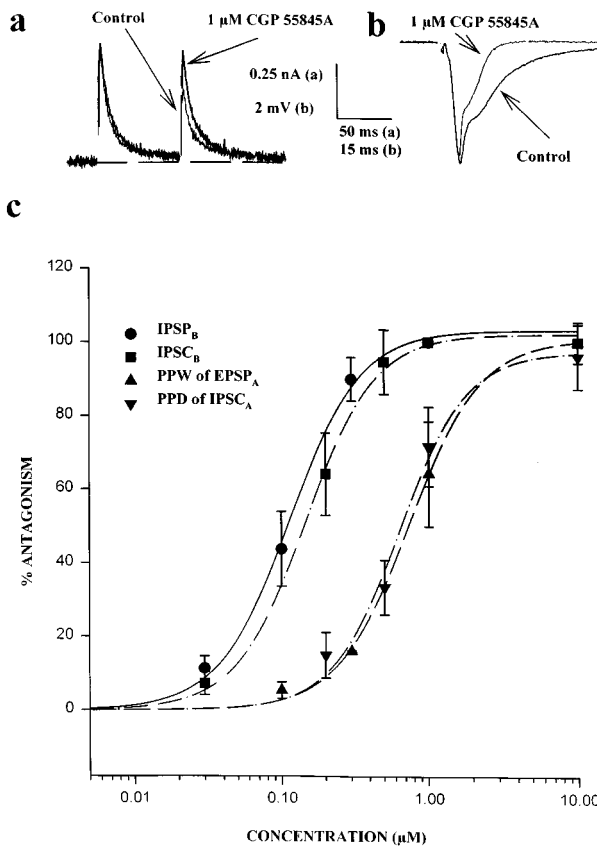 a
Control
1 µM CGP 55845A
0.25 nA (a)
2 mV (b)
50 ms (a)
15 ms (b)
b
1 µM CGP 55845A
Control
c
120
100
80
60
40
20
0
% ANTAGONISM
IPSP_B
IPSC_B
PPW of EPSP_A
PPD of IPSC_A
0.01
0.10
1.00
10.00
CONCENTRATION (µM)